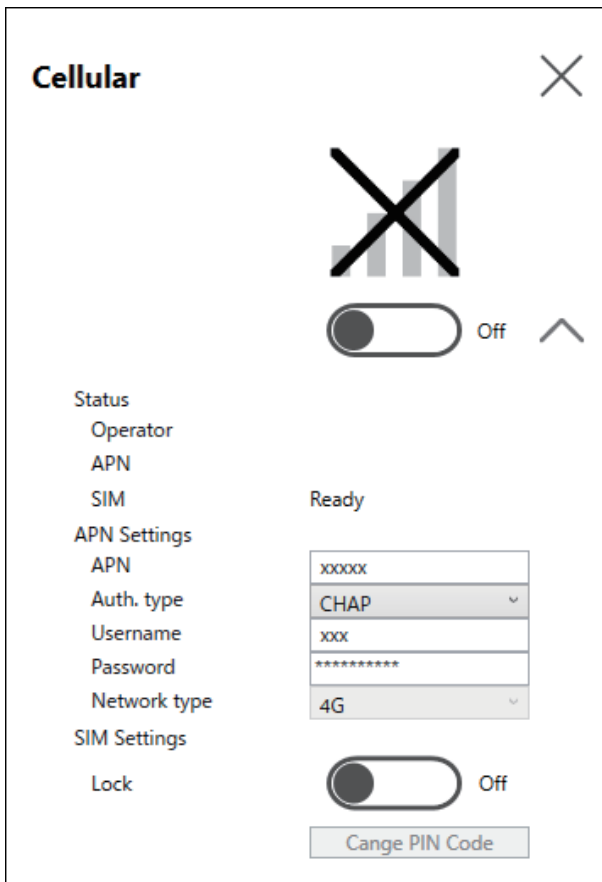 Cellular
Off
Status
Operator
APN
SIM Ready
APN Settings
APN xxxxx
Auth. type CHAP
Username xxx
Password **********
Network type 4G
SIM Settings
Lock Off
Cange PIN Code